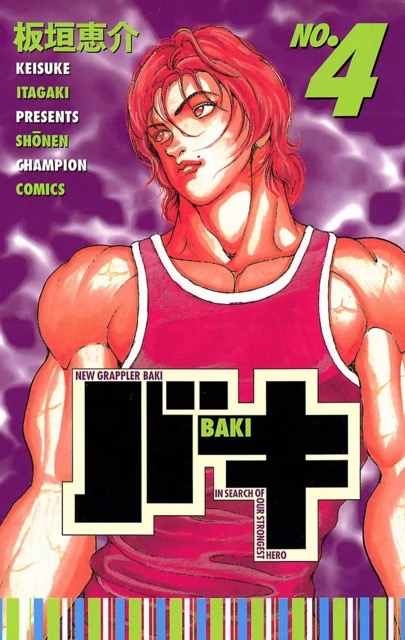 板垣恵介
KEISUKE
ITAGAKI
PRESENTS
SHŌNEN
CHAMPION
COMICS
NO.4
NEW GRAPPLER BAKI
バキ
BAKI
IN SEARCH OF
OUR STRONGEST
HERO